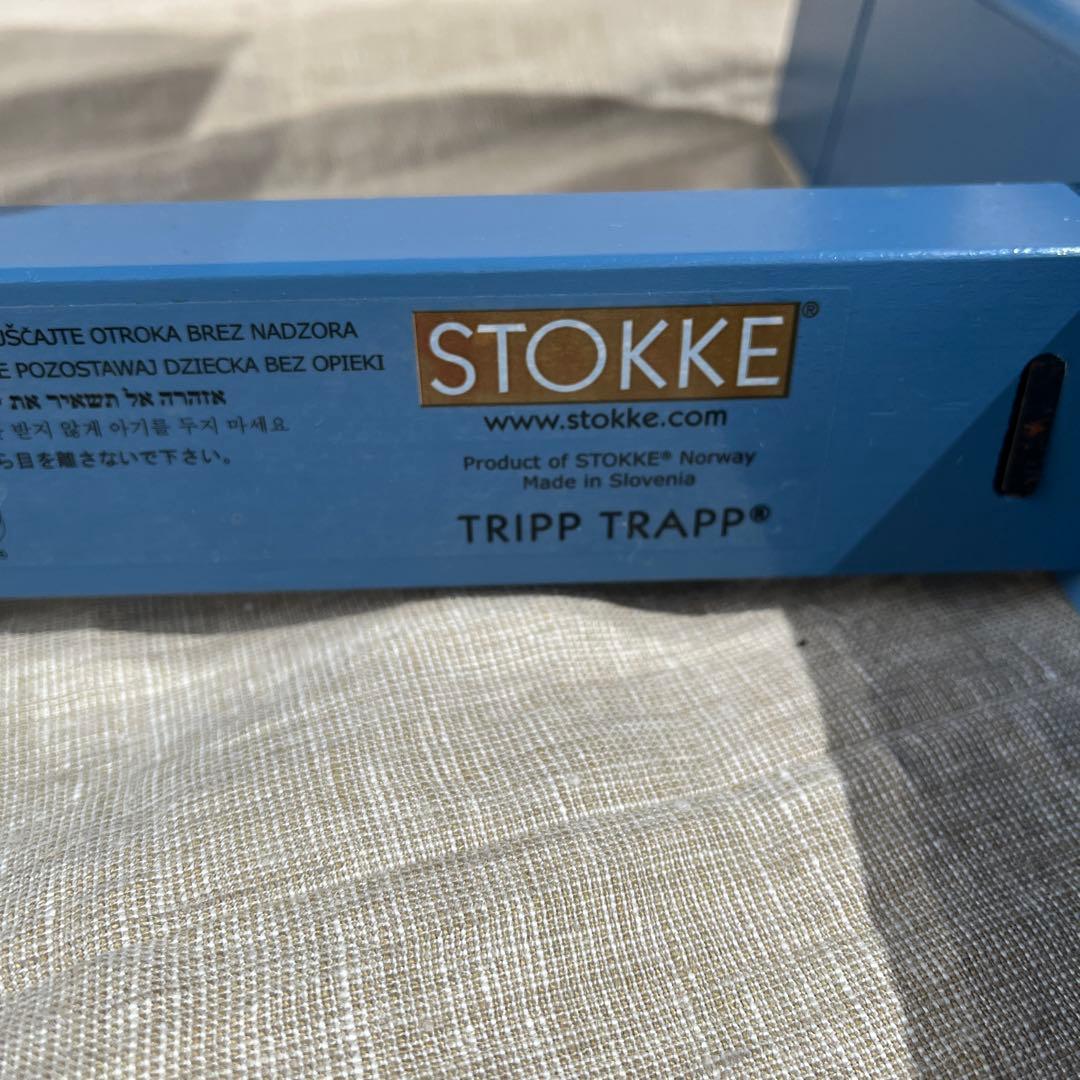 UŠČAJTE OTROKA BREZ NADZORA
E POZOSTAWAJ DZIECKA BEZ OPIEKI
אזהרה אל תשאיר את
받지 않게 아기를 두지 마세요
ら目を離さないで下さい。
STOKKE®
www.stokke.com
Product of STOKKE® Norway
Made in Slovenia
TRIPP TRAPP®